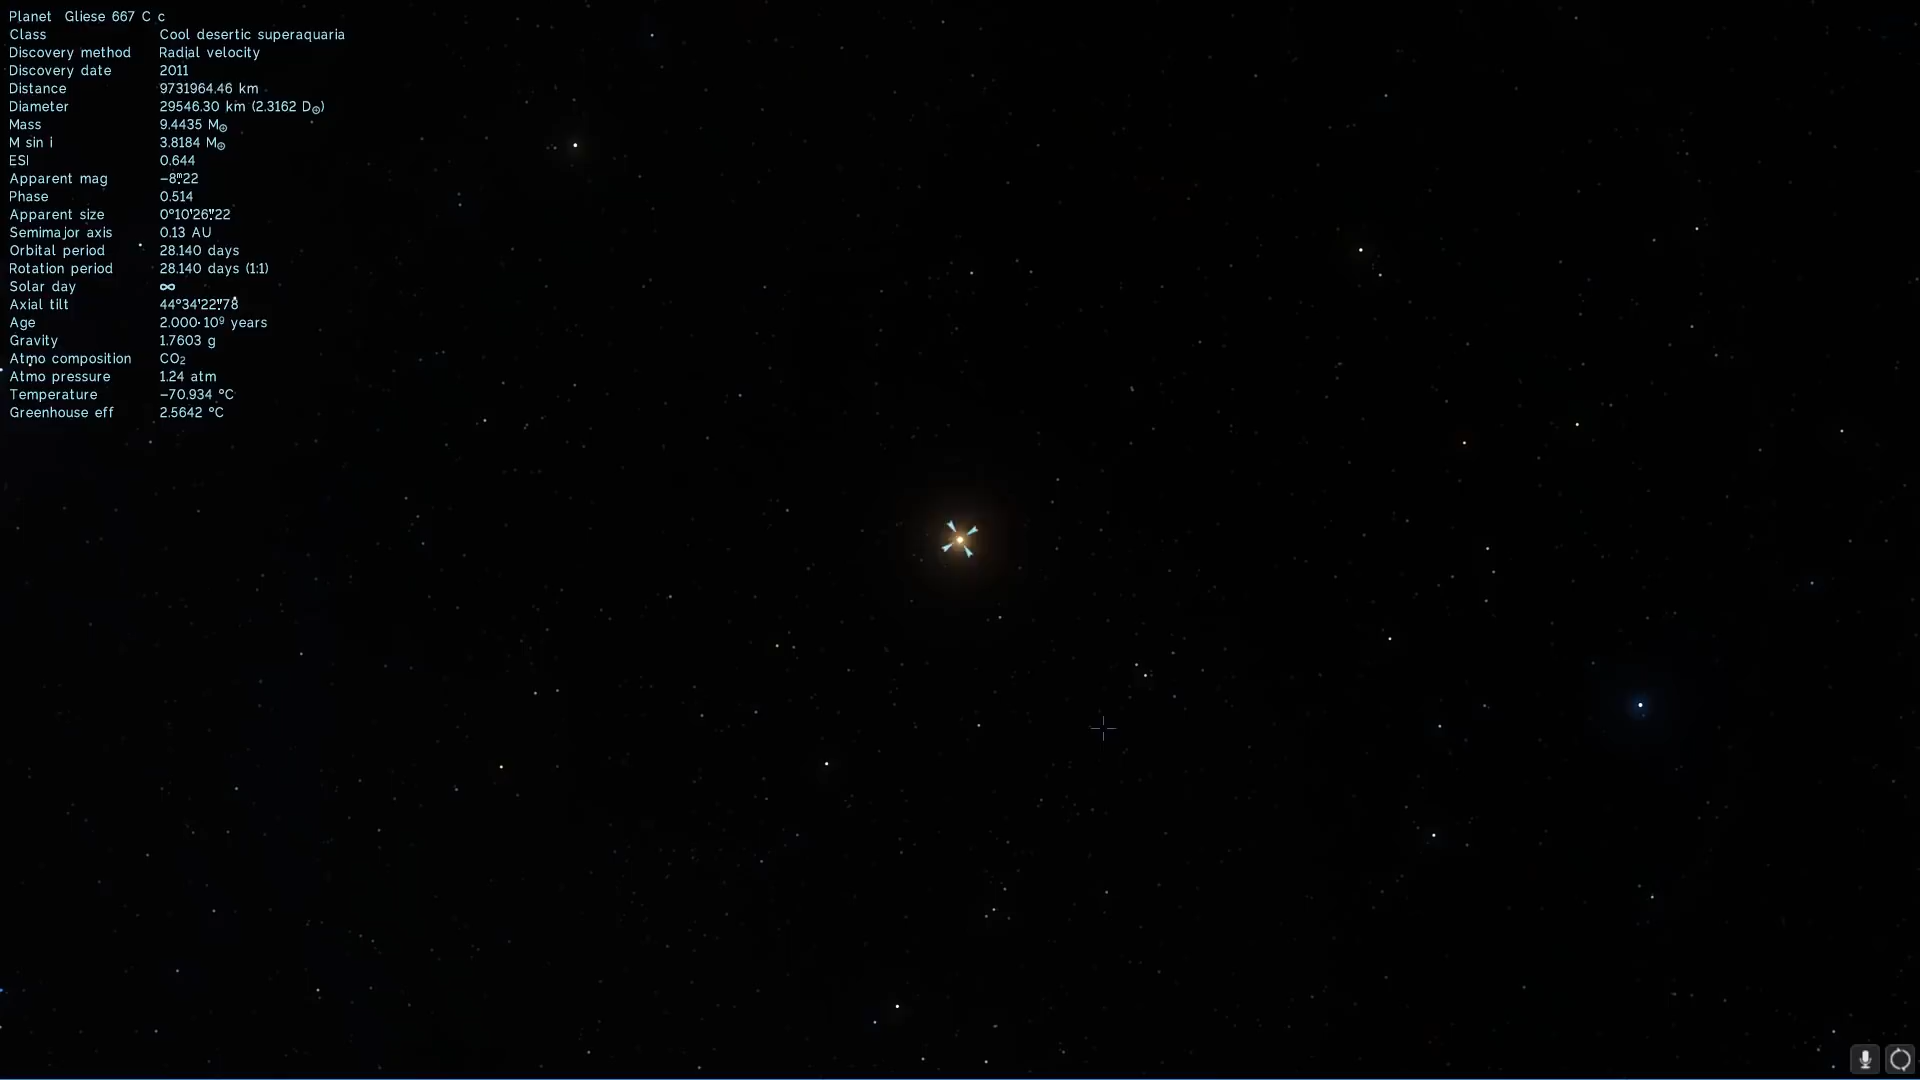 Planet Gliese 667 C c
Class Cool desertic superaquaria
Discovery method Radial velocity
Discovery date 2011
Distance 9731964.46 km
Diameter 29546.30 km (2.3162 D⊕)
Mass 9.4435 M⊕
M sin i 3.8184 M⊕
ESI 0.644
Apparent mag −8ᵐ.22
Phase 0.514
Apparent size 0°10'26".22
Semimajor axis 0.13 AU
Orbital period 28.140 days
Rotation period 28.140 days (1:1)
Solar day ∞
Axial tilt 44°34'22".78
Age 2.000·10⁹ years
Gravity 1.7603 g
Atmo composition CO₂
Atmo pressure 1.24 atm
Temperature −70.934 °C
Greenhouse eff 2.5642 °C